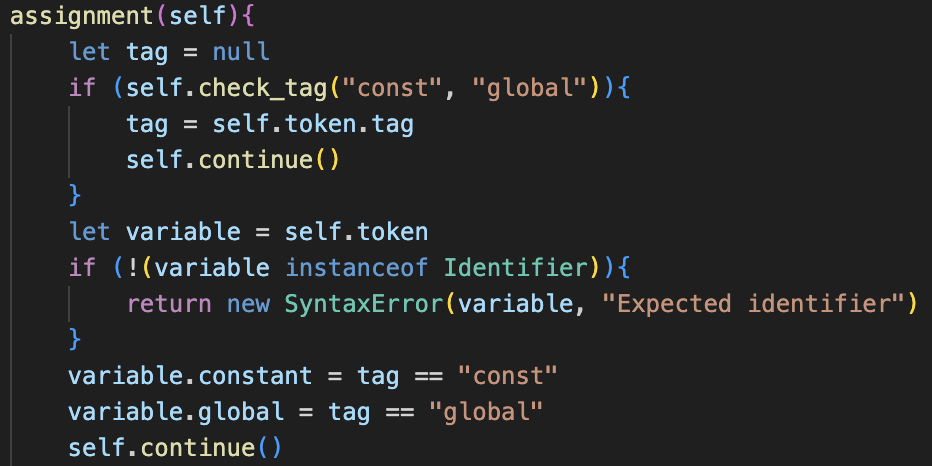 assignment(self){
    let tag = null
    if (self.check_tag("const", "global")){
        tag = self.token.tag
        self.continue()
    }
    let variable = self.token
    if (!(variable instanceof Identifier)){
        return new SyntaxError(variable, "Expected identifier")
    }
    variable.constant = tag == "const"
    variable.global = tag == "global"
    self.continue()